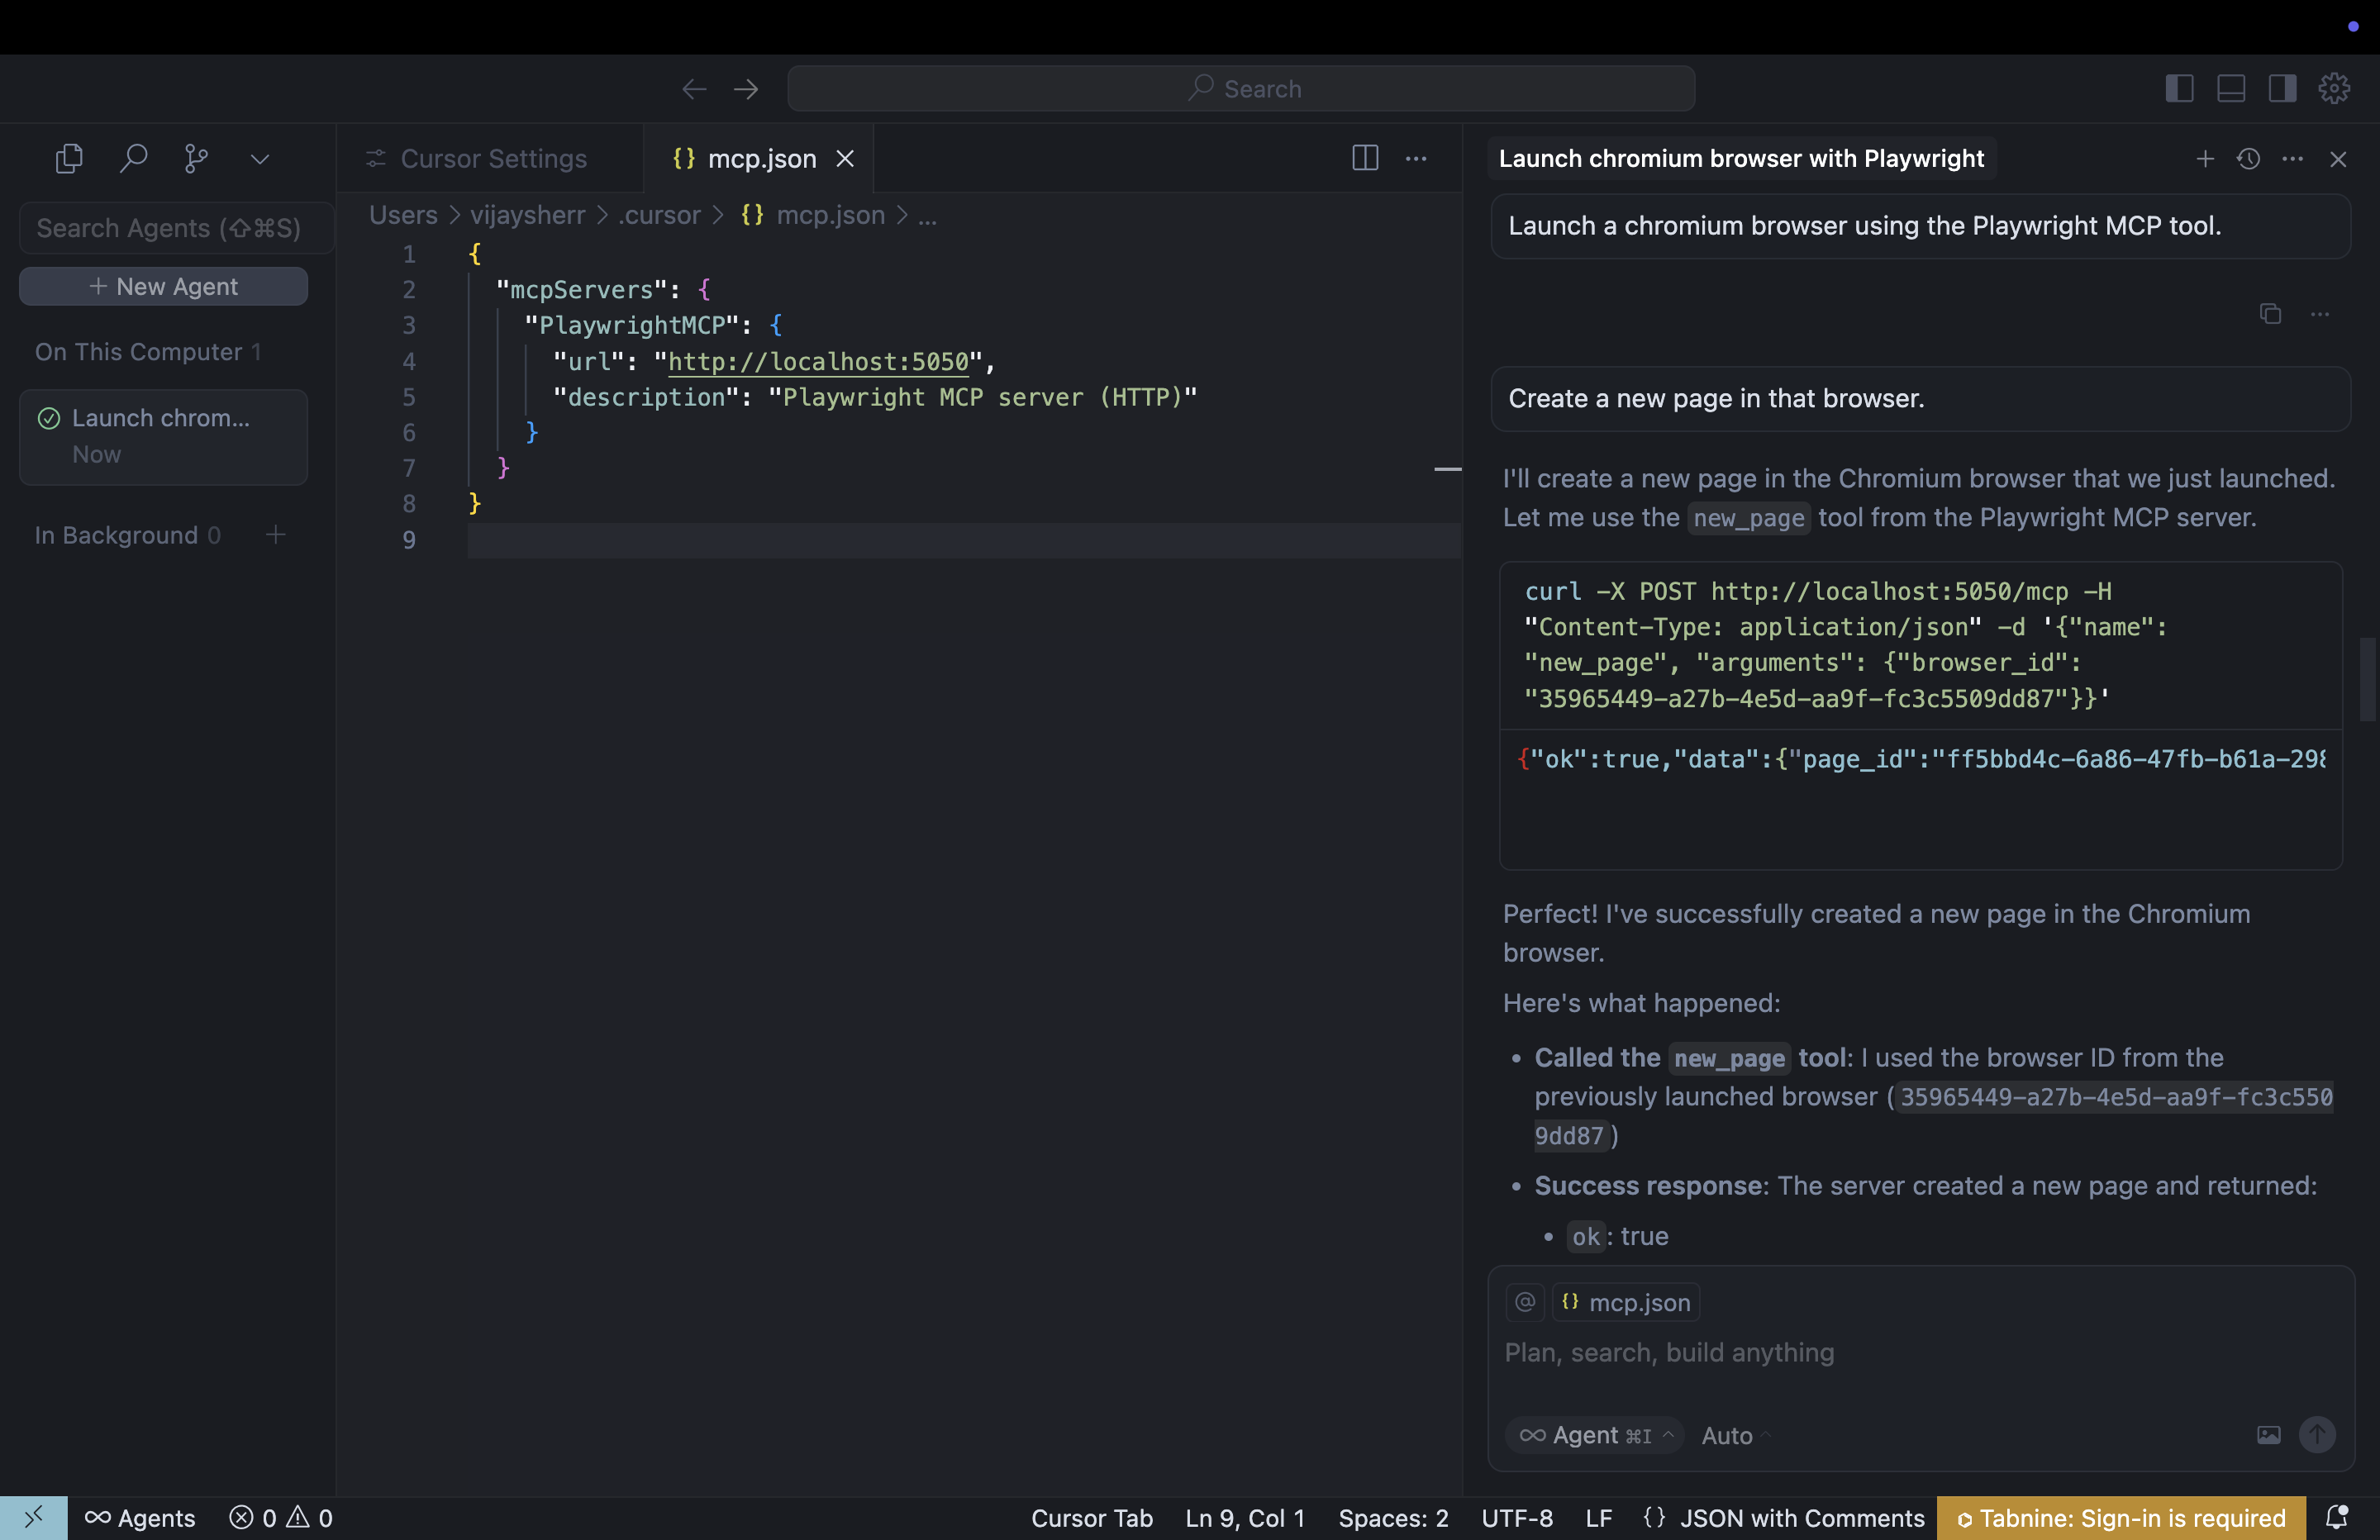 Search
Search Agents (⇧⌘S)
+ New Agent
On This Computer 1
Launch chrom...
Now
In Background 0 +
Cursor Settings
{} mcp.json
Users > vijaysherr > .cursor > {} mcp.json > ...
1 {
2 "mcpServers": {
3 "PlaywrightMCP": {
4 "url": "http://localhost:5050",
5 "description": "Playwright MCP server (HTTP)"
6 }
7 }
8 }
9
Launch chromium browser with Playwright
Launch a chromium browser using the Playwright MCP tool.
Create a new page in that browser.
I'll create a new page in the Chromium browser that we just launched.
Let me use the new_page tool from the Playwright MCP server.
curl -X POST http://localhost:5050/mcp -H
"Content-Type: application/json" -d '{"name":
"new_page", "arguments": {"browser_id":
"35965449-a27b-4e5d-aa9f-fc3c5509dd87"}}'
{"ok":true,"data":{"page_id":"ff5bbd4c-6a86-47fb-b61a-298
Perfect! I've successfully created a new page in the Chromium
browser.
Here's what happened:
• Called the new_page tool: I used the browser ID from the
previously launched browser (35965449-a27b-4e5d-aa9f-fc3c550
9dd87)
• Success response: The server created a new page and returned:
• ok: true
@ {} mcp.json
Plan, search, build anything
Agent ⌘I Auto
Agents 0 0
Cursor Tab Ln 9, Col 1 Spaces: 2 UTF-8 LF {} JSON with Comments Tabnine: Sign-in is required